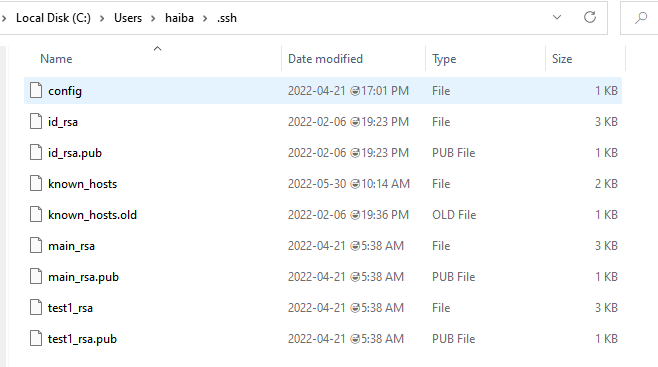 Local Disk (C:) > Users > haiba > .ssh
Name Date modified Type Size
config 2022-04-21 😅17:01 PM File 1 KB
id_rsa 2022-02-06 😅19:23 PM File 3 KB
id_rsa.pub 2022-02-06 😅19:23 PM PUB File 1 KB
known_hosts 2022-05-30 😅10:14 AM File 2 KB
known_hosts.old 2022-02-06 😅19:36 PM OLD File 1 KB
main_rsa 2022-04-21 😅5:38 AM File 3 KB
main_rsa.pub 2022-04-21 😅5:38 AM PUB File 1 KB
test1_rsa 2022-04-21 😅5:38 AM File 3 KB
test1_rsa.pub 2022-04-21 😅5:38 AM PUB File 1 KB